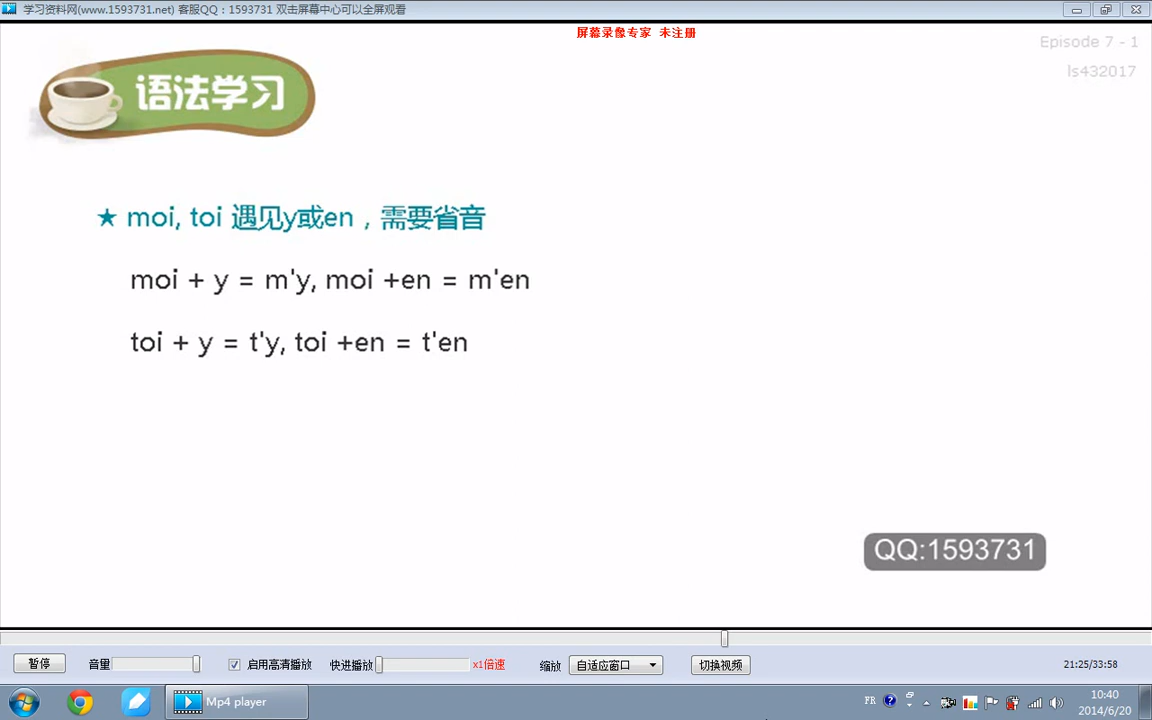 学习资料网(www.1593731.net) 客服QQ：1593731 双击屏幕中心可以全屏观看
屏幕录像专家 未注册
Episode 7 - 1
ls432017
语法学习
★ moi, toi 遇见y或en，需要省音
moi + y = m'y, moi +en = m'en
toi + y = t'y, toi +en = t'en
QQ:1593731
暂停 音量 启用高清播放 快进播放 x1倍速 缩放 自适应窗口 切换视频 21:25/33:58
Mp4 player FR 10:40
2014/6/20